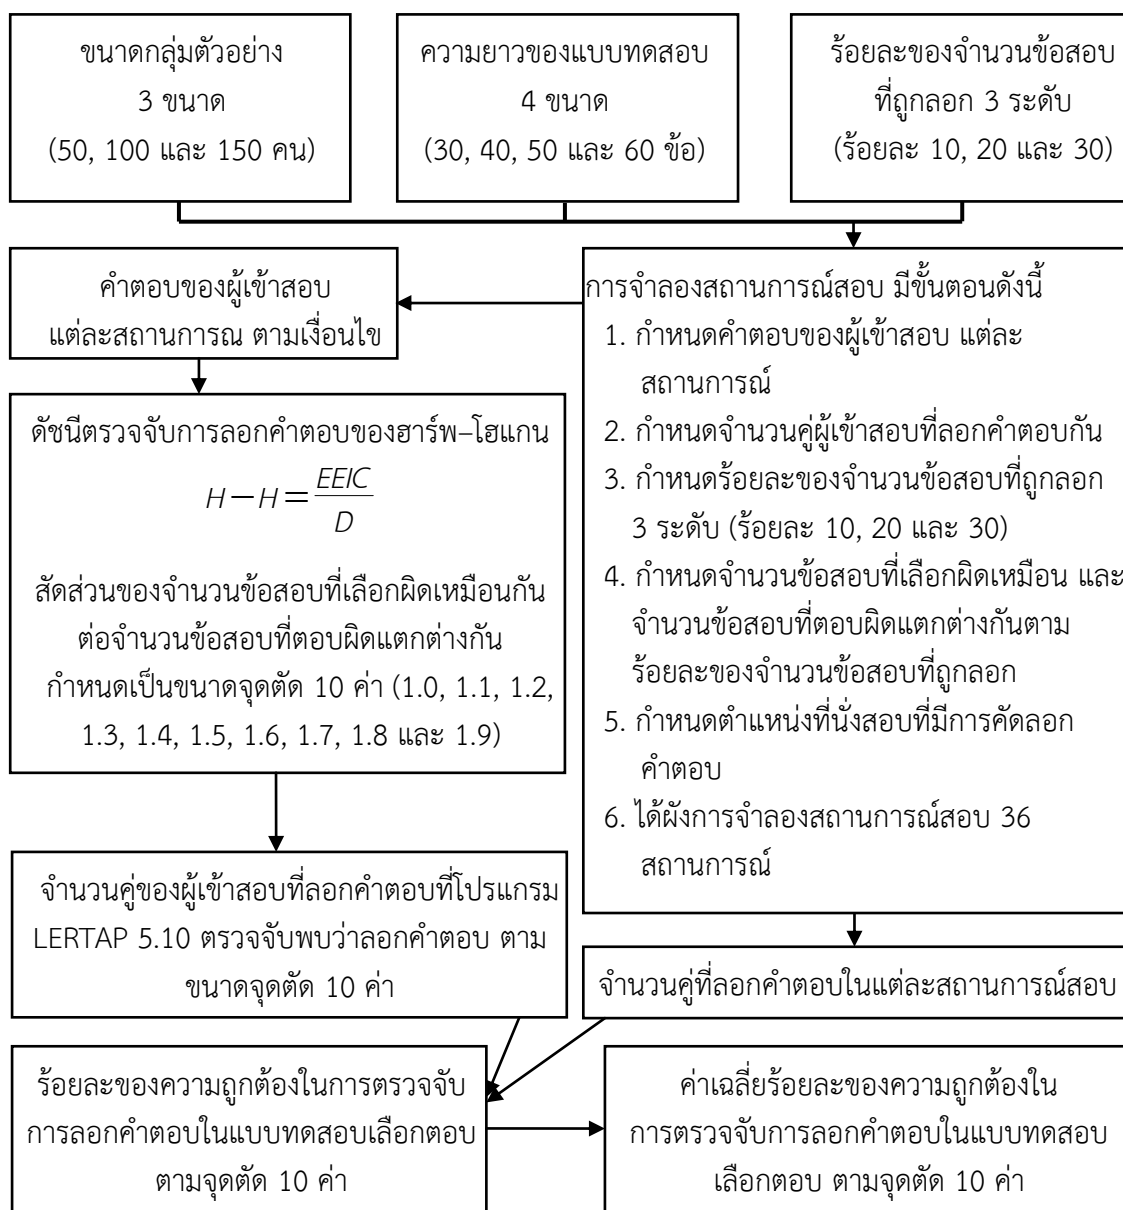 ขนาดกลุ่มตัวอย่าง
3 ขนาด
(50, 100 และ 150 คน)
ความยาวของแบบทดสอบ
4 ขนาด
(30, 40, 50 และ 60 ข้อ)
ร้อยละของจำนวนข้อสอบ
ที่ถูกลอก 3 ระดับ
(ร้อยละ 10, 20 และ 30)
คำตอบของผู้เข้าสอบ
แต่ละสถานการณ ตามเงื่อนไข
การจำลองสถานการณ์สอบ มีขั้นตอนดังนี้
1. กำหนดคำตอบของผู้เข้าสอบ แต่ละ
สถานการณ์
2. กำหนดจำนวนคู่ผู้เข้าสอบที่ลอกคำตอบกัน
3. กำหนดร้อยละของจำนวนข้อสอบที่ถูกลอก
3 ระดับ (ร้อยละ 10, 20 และ 30)
4. กำหนดจำนวนข้อสอบที่เลือกผิดเหมือน และ
จำนวนข้อสอบที่ตอบผิดแตกต่างกันตาม
ร้อยละของจำนวนข้อสอบที่ถูกลอก
5. กำหนดตำแหน่งที่นั่งสอบที่มีการคัดลอก
คำตอบ
6. ได้ผังการจำลองสถานการณ์สอบ 36
สถานการณ์
ดัชนีตรวจจับการลอกคำตอบของฮาร์พ–โฮแกน
H−H=EEIC/D
สัดส่วนของจำนวนข้อสอบที่เลือกผิดเหมือนกัน
ต่อจำนวนข้อสอบที่ตอบผิดแตกต่างกัน
กำหนดเป็นขนาดจุดตัด 10 ค่า (1.0, 1.1, 1.2,
1.3, 1.4, 1.5, 1.6, 1.7, 1.8 และ 1.9)
จำนวนคู่ของผู้เข้าสอบที่ลอกคำตอบที่โปรแกรม
LERTAP 5.10 ตรวจจับพบว่าลอกคำตอบ ตาม
ขนาดจุดตัด 10 ค่า
จำนวนคู่ที่ลอกคำตอบในแต่ละสถานการณ์สอบ
ร้อยละของความถูกต้องในการตรวจจับ
การลอกคำตอบในแบบทดสอบเลือกตอบ
ตามจุดตัด 10 ค่า
ค่าเฉลี่ยร้อยละของความถูกต้องใน
การตรวจจับการลอกคำตอบในแบบทดสอบ
เลือกตอบ ตามจุดตัด 10 ค่า